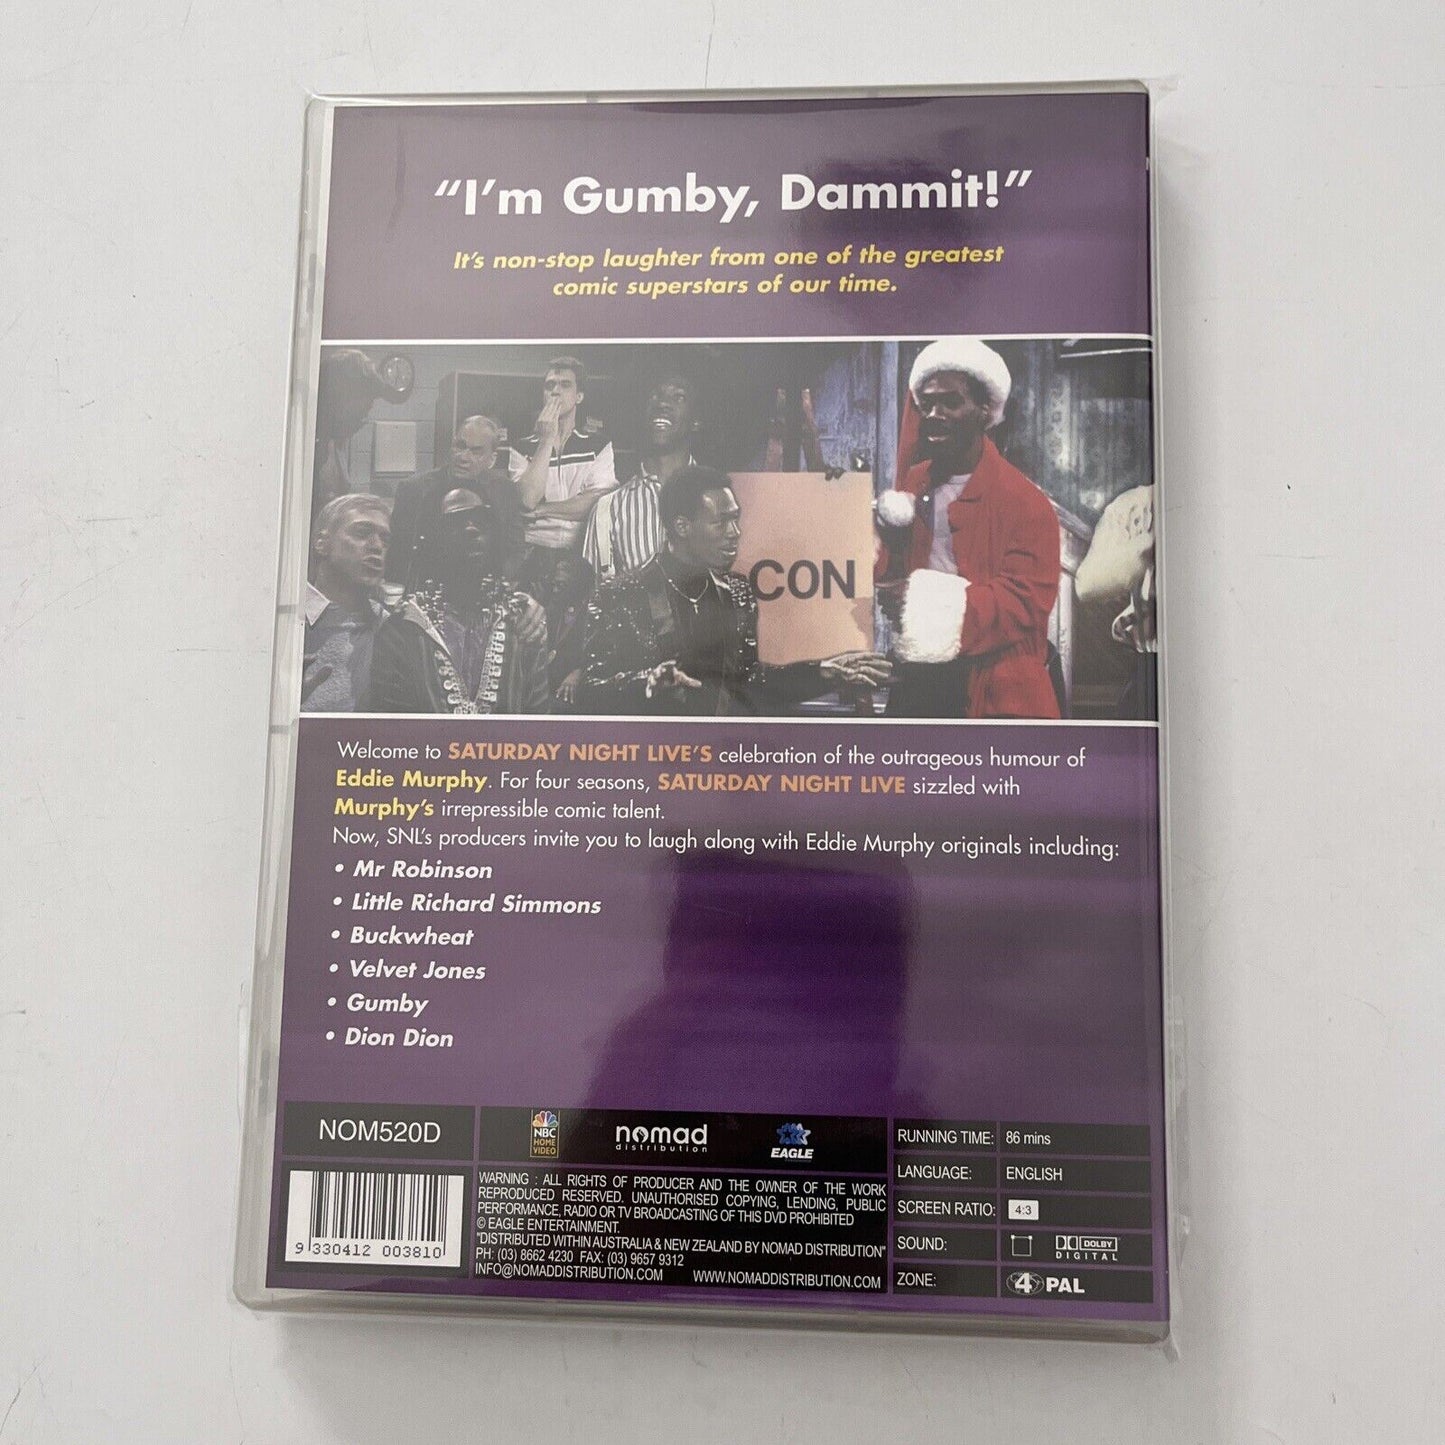 “I’m Gumby, Dammit!”
It’s non-stop laughter from one of the greatest
comic superstars of our time.
CON
Welcome to SATURDAY NIGHT LIVE’S celebration of the outrageous humour of
Eddie Murphy. For four seasons, SATURDAY NIGHT LIVE sizzled with
Murphy’s irrepressible comic talent.
Now, SNL’s producers invite you to laugh along with Eddie Murphy originals including:
• Mr Robinson
• Little Richard Simmons
• Buckwheat
• Velvet Jones
• Gumby
• Dion Dion
NOM520D
NBC
HOME
VIDEO
nomad
distribution
EAGLE
9 330412 003810
WARNING : ALL RIGHTS OF PRODUCER AND THE OWNER OF THE WORK
REPRODUCED RESERVED. UNAUTHORISED COPYING, LENDING, PUBLIC
PERFORMANCE, RADIO OR TV BROADCASTING OF THIS DVD PROHIBITED
© EAGLE ENTERTAINMENT.
"DISTRIBUTED WITHIN AUSTRALIA & NEW ZEALAND BY NOMAD DISTRIBUTION"
PH: (03) 8662 4230 FAX: (03) 9657 9312
INFO@NOMADDISTRIBUTION.COM WWW.NOMADDISTRIBUTION.COM
RUNNING TIME: 86 mins
LANGUAGE: ENGLISH
SCREEN RATIO: 4:3
SOUND: DOLBY
DIGITAL
ZONE: 4 PAL